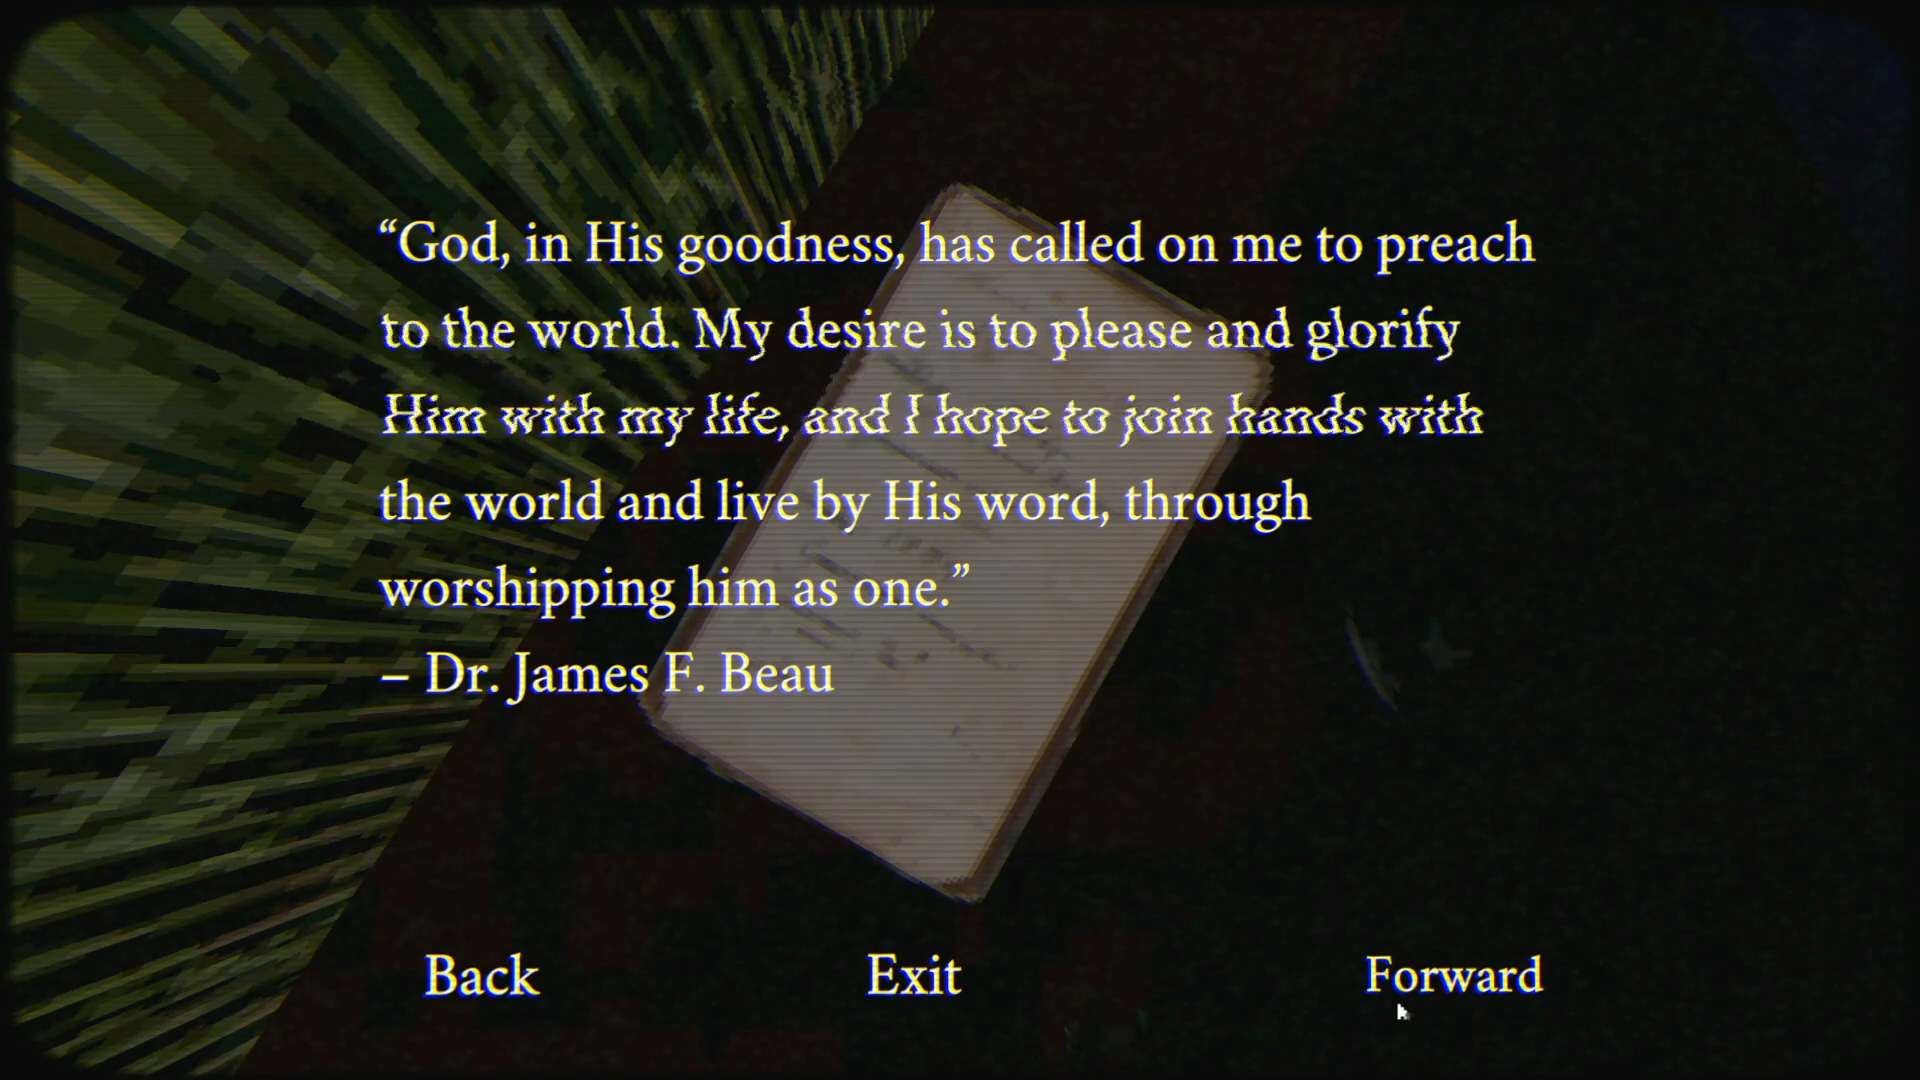 “God, in His goodness, has called on me to preach
to the world. My desire is to please and glorify
Him with my life, and I hope to join hands with
the world and live by His word, through
worshipping him as one.”
– Dr. James F. Beau
Back Exit Forward